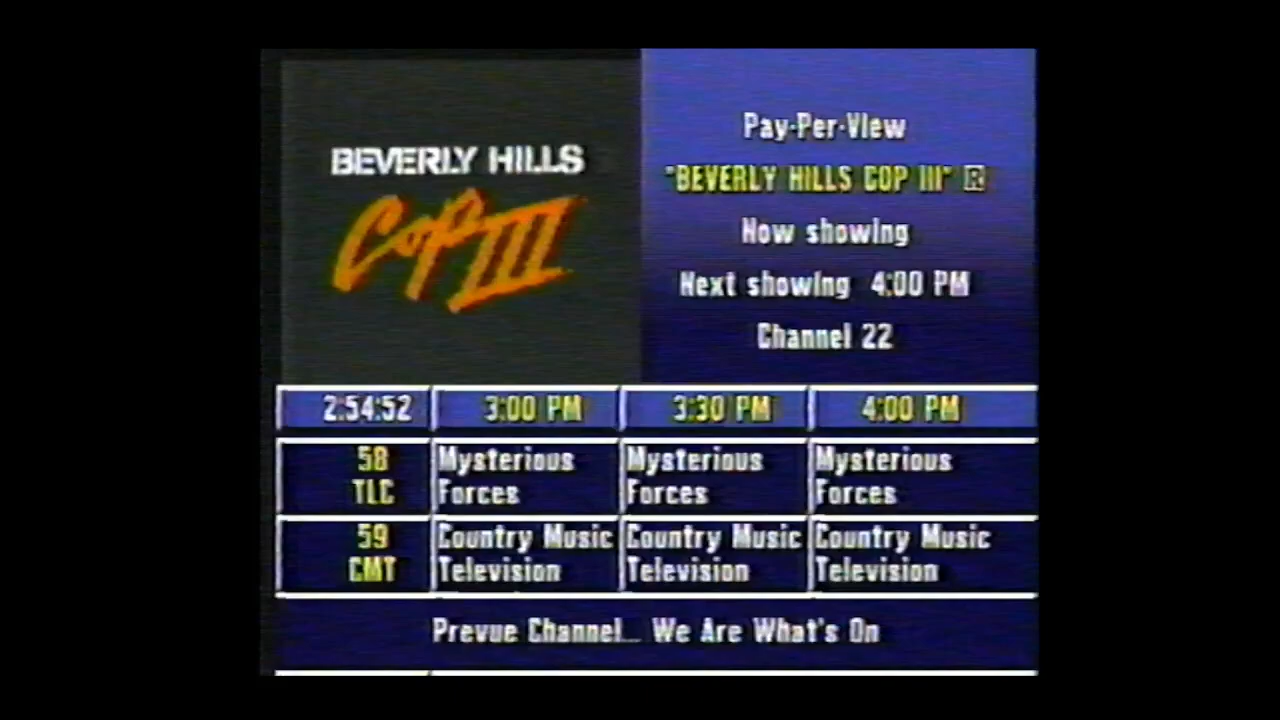 BEVERLY HILLS
COP III
Pay-Per-View
"BEVERLY HILLS COP III" R
Now showing
Next showing 4:00 PM
Channel 22
2:54:52 3:00 PM 3:30 PM 4:00 PM
58 TLC Mysterious Forces Mysterious Forces Mysterious Forces
59 CMT Country Music Television Country Music Television Country Music Television
Prevue Channel... We Are What's On